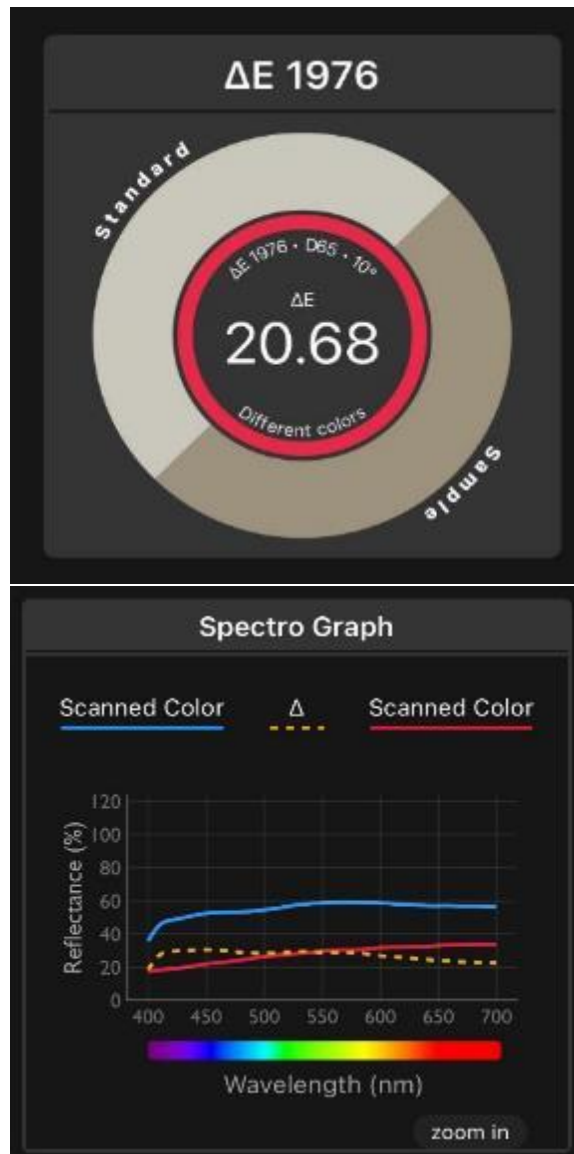 ΔE 1976
Standard
ΔE 1976 • D65 • 10°
ΔE
20.68
Different colors
Sample
Spectro Graph
Scanned Color Δ Scanned Color
Reflectance (%)
120
100
80
60
40
20
0
400 450 500 550 600 650 700
Wavelength (nm)
zoom in